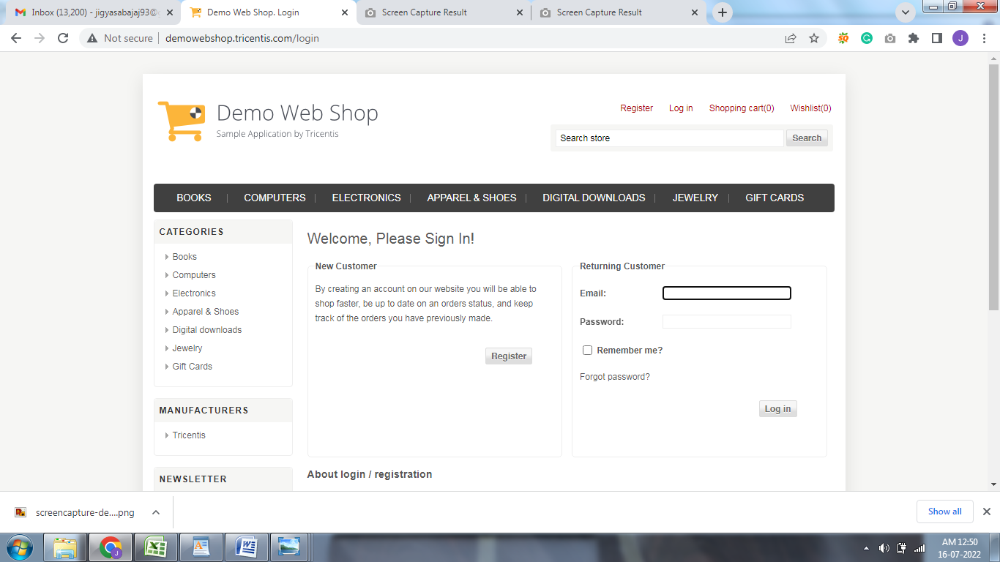 Inbox (13,200) - jigyasabajaj93@
Demo Web Shop. Login
Screen Capture Result
Screen Capture Result
Not secure
demowebshop.tricentis.com/login
J
Demo Web Shop
Sample Application by Tricentis
Register
Log in
Shopping cart(0)
Wishlist(0)
Search store
Search
BOOKS
COMPUTERS
ELECTRONICS
APPAREL & SHOES
DIGITAL DOWNLOADS
JEWELRY
GIFT CARDS
CATEGORIES
Books
Computers
Electronics
Apparel & Shoes
Digital downloads
Jewelry
Gift Cards
MANUFACTURERS
Tricentis
NEWSLETTER
Welcome, Please Sign In!
New Customer
By creating an account on our website you will be able to
shop faster, be up to date on an orders status, and keep
track of the orders you have previously made.
Register
Returning Customer
Email:
Password:
Remember me?
Forgot password?
Log in
About login / registration
screencapture-de....png
Show all
J
AM 12:50
16-07-2022